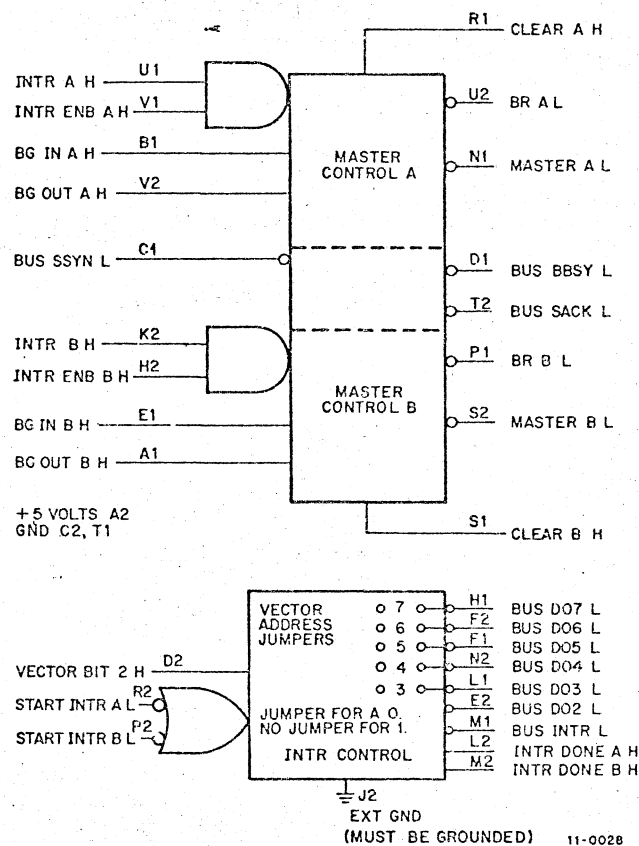 R1
CLEAR A H
INTR A H U1
INTR ENB A H V1
U2 BR A L
BG IN A H B1
MASTER
CONTROL A
N1 MASTER A L
BG OUT A H V2
BUS SSYN L C1
D1 BUS BBSY L
T2 BUS SACK L
INTR B H K2
INTR ENB B H H2
P1 BR B L
MASTER
CONTROL B
BG IN B H E1
S2 MASTER B L
BG OUT B H A1
+5 VOLTS A2
GND C2, T1
S1
CLEAR B H
VECTOR
ADDRESS
JUMPERS
7 H1 BUS D07 L
6 F2 BUS D06 L
5 F1 BUS D05 L
4 N2 BUS D04 L
3 L1 BUS D03 L
E2 BUS D02 L
M1 BUS INTR L
L2 INTR DONE A H
M2 INTR DONE B H
VECTOR BIT 2 H D2
START INTR A L R2
START INTR B L P2
JUMPER FOR A 0.
NO JUMPER FOR 1.
INTR CONTROL
J2
EXT GND
(MUST BE GROUNDED)
11-0028